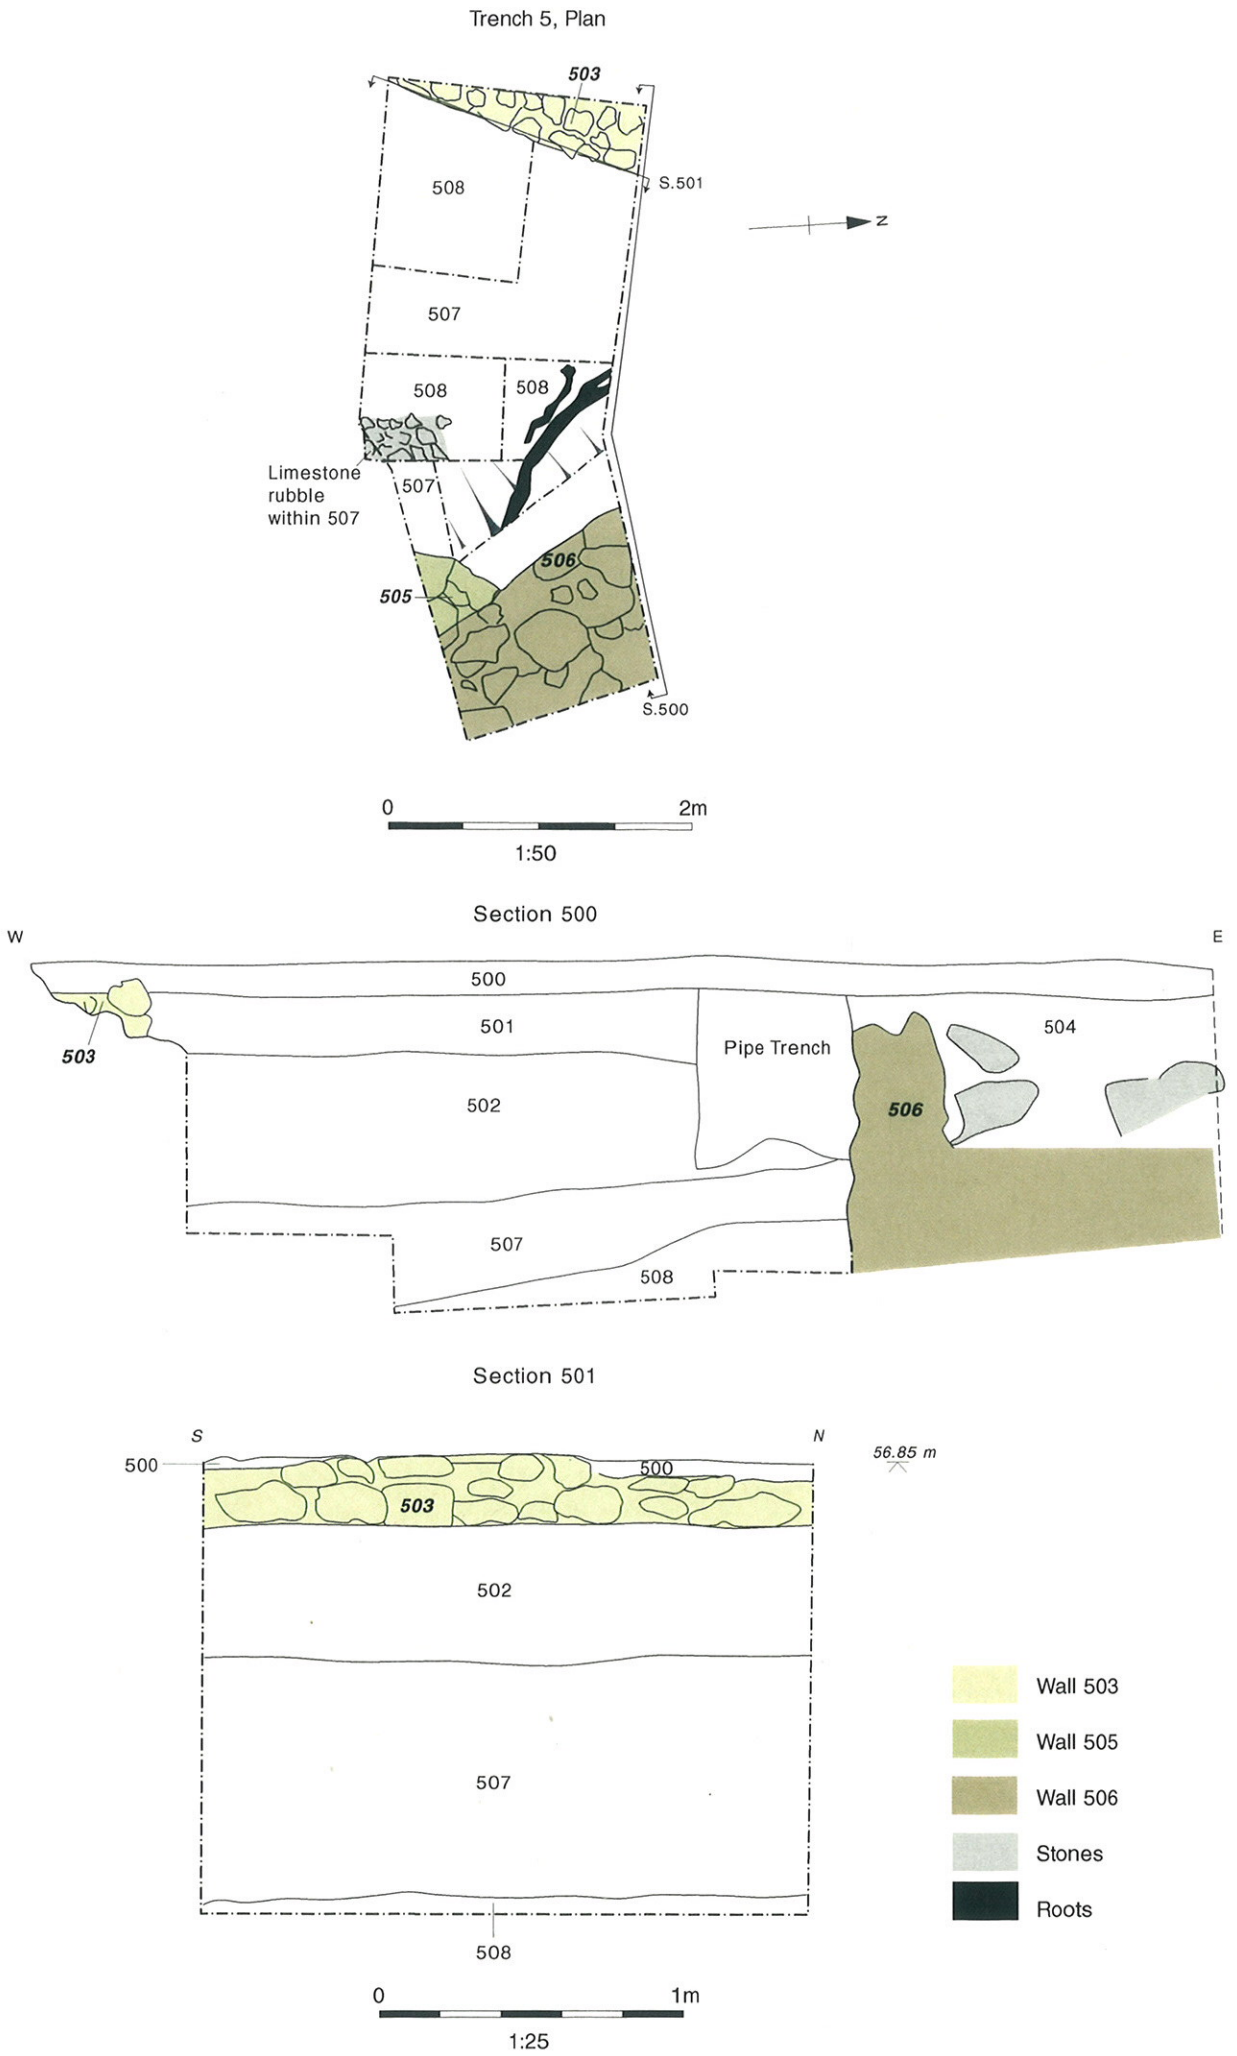 Trench 5, Plan
503
S.501
508
N
507
508
508
Limestone
rubble
within 507
507
506
505
S.500
0 2m
1:50
Section 500
W E
500
501
504
503
Pipe Trench
502
506
507
508
Section 501
S N
56.85 m
500
500
503
502
507
508
Wall 503
Wall 505
Wall 506
Stones
Roots
0 1m
1:25